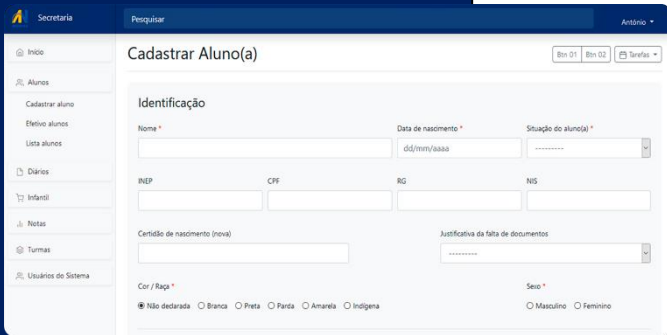 Secretaria
Pesquisar
António
Início
Alunos
Cadastrar aluno
Efetivo alunos
Lista alunos
Diários
Infantil
Notas
Turmas
Usuários do Sistema
Cadastrar Aluno(a)
Btn 01 Btn 02 Tarefas
Identificação
Nome * Data de nascimento * Situação do aluno(a) *
dd/mm/aaaa ---------
INEP CPF RG NIS
Certidão de nascimento (nova) Justificativa da falta de documentos
---------
Cor / Raça * Sexo *
Não declarada Branca Preta Parda Amarela Indígena Masculino Feminino